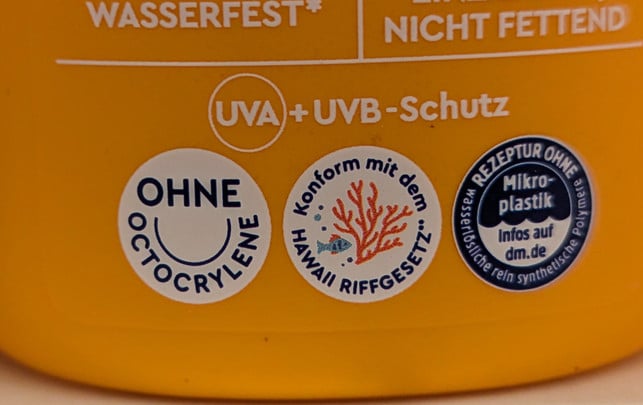 WASSERFEST*
NICHT FETTEND
UVA+UVB-Schutz
OHNE
OCTOCRYLENE
Konform mit dem
HAWAII RIFFGESETZ**
REZEPTUR OHNE
Mikro-
plastik
Infos auf
dm.de
wasserlösliche rein synthetische Polymere